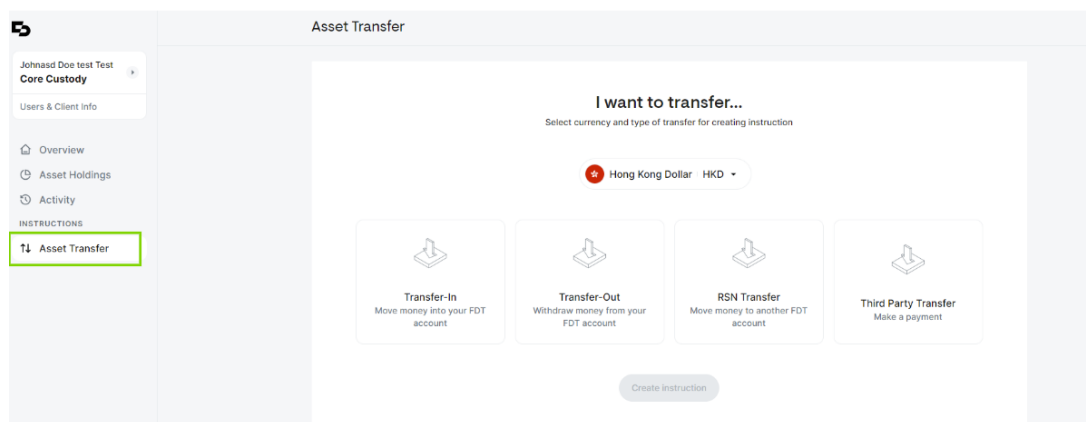 Asset Transfer
Johnasd Doe test Test
Core Custody
Users & Client Info
Overview
Asset Holdings
Activity
INSTRUCTIONS
Asset Transfer
I want to transfer...
Select currency and type of transfer for creating instruction
Hong Kong Dollar HKD
Transfer-In
Move money into your FDT
account
Transfer-Out
Withdraw money from your
FDT account
RSN Transfer
Move money to another FDT
account
Third Party Transfer
Make a payment
Create instruction